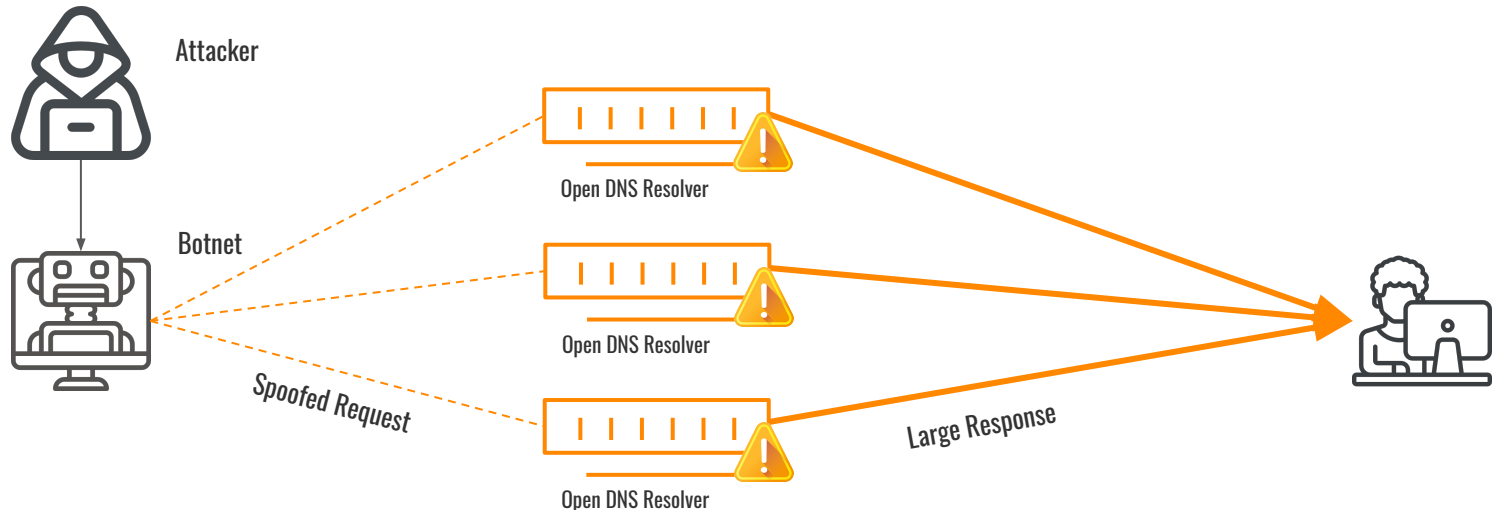 Attacker
Open DNS Resolver
Botnet
Open DNS Resolver
Spoofed Request
Large Response
Open DNS Resolver